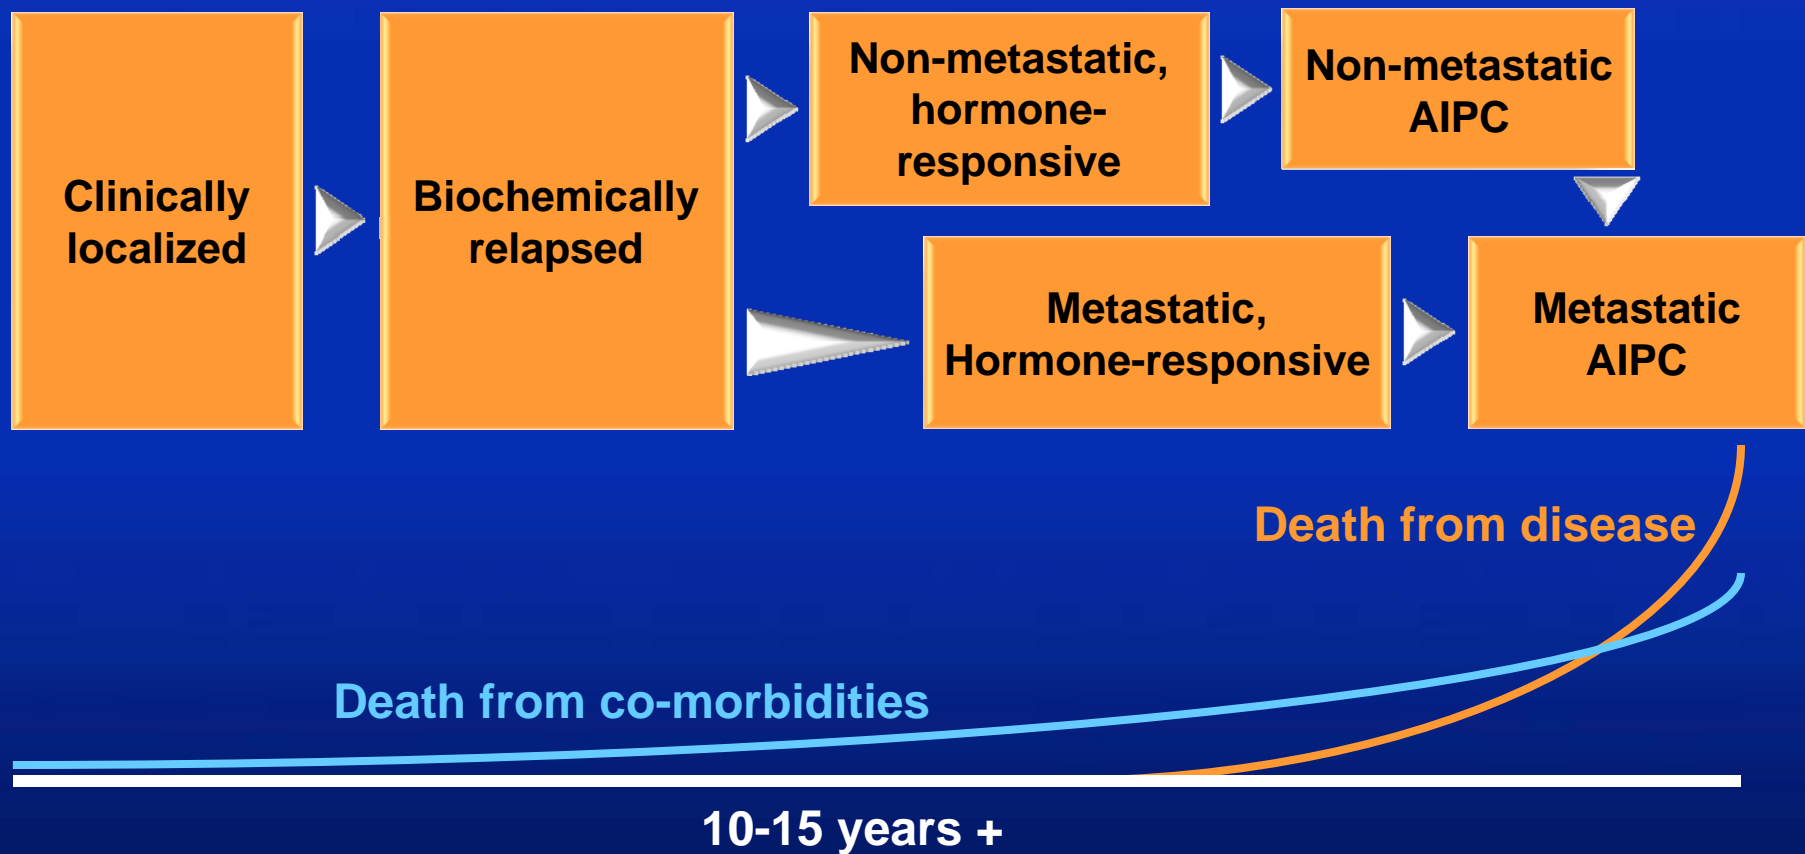 Clinically
localized
Biochemically
relapsed
Non-metastatic,
hormone-
responsive
Non-metastatic
AIPC
Metastatic,
Hormone-responsive
Metastatic
AIPC
Death from disease
Death from co-morbidities
10-15 years +